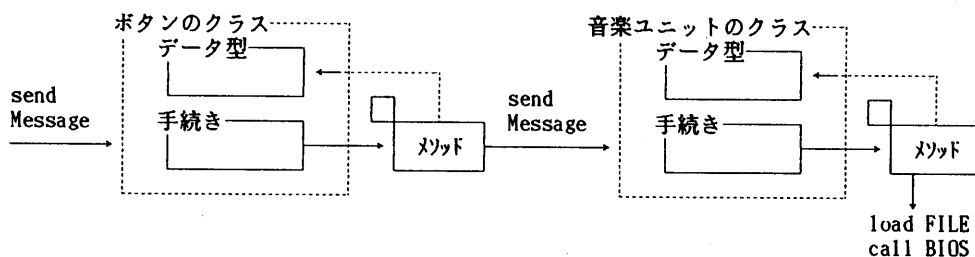 ボタンのクラス
データ型
send
Message
手続き
メソッド
send
Message
音楽ユニットのクラス
データ型
手続き
メソッド
load FILE
call BIOS